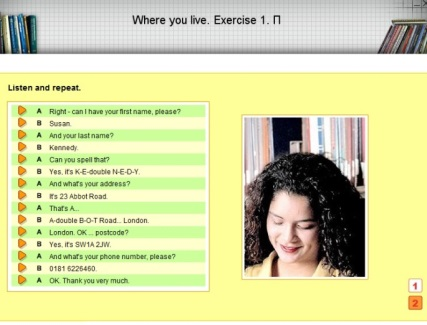 Where you live. Exercise 1. П
Listen and repeat.
A Right - can I have your first name, please?
B Susan.
A And your last name?
B Kennedy.
A Can you spell that?
B Yes, it's K-E-double N-E-D-Y.
A And what's your address?
B It's 23 Abbot Road.
A That's A...
B A-double B-O-T Road... London.
A London. OK ... postcode?
B Yes, it's SW1A 2JW.
A And what's your phone number, please?
B 0181 6226460.
A OK. Thank you very much.
1
2